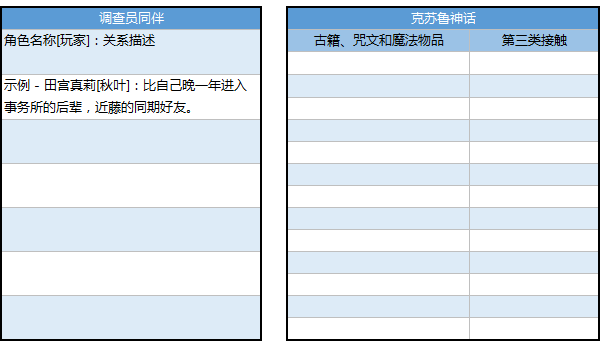 调查员同伴
角色名称[玩家]：关系描述
示例 - 田宫真莉[秋叶]：比自己晚一年进入
事务所的后辈，近藤的同期好友。
克苏鲁神话
古籍、咒文和魔法物品
第三类接触